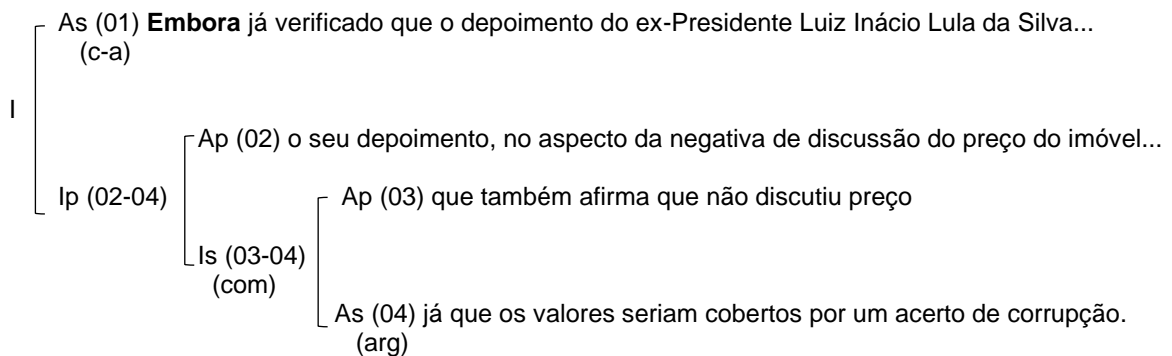 As (01) Embora já verificado que o depoimento do ex-Presidente Luiz Inácio Lula da Silva...
(c-a)
I
Ap (02) o seu depoimento, no aspecto da negativa de discussão do preço do imóvel...
Ip (02-04)
Ap (03) que também afirma que não discutiu preço
Is (03-04)
(com)
As (04) já que os valores seriam cobertos por um acerto de corrupção.
(arg)